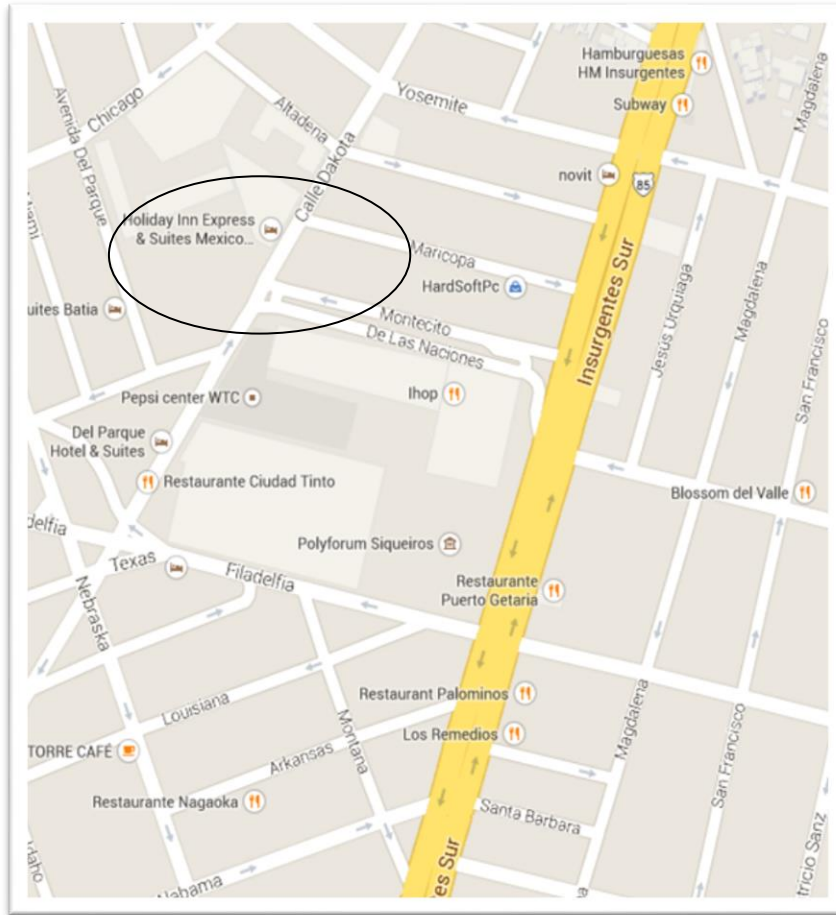 Hamburguesas
HM Insurgentes
Subway
Magdalena
Chicago
Avenida Del Parque
Altadena
Yosemite
Calle Dakota
novit
85
Holiday Inn Express
& Suites Mexico...
Maricopa
HardSoftPc
Insurgentes Sur
Jesús Urquiaga
Magdalena
San Francisco
uites Batia
Montecito
De Las Naciones
Pepsi center WTC
Ihop
Del Parque
Hotel & Suites
Restaurante Ciudad Tinto
Blossom del Valle
delfia
Polyforum Siqueiros
Texas
Filadelfia
Restaurante
Puerto Getaria
Nebraska
Restaurant Palominos
Louisiana
Montana
Los Remedios
Magdalena
San Francisco
TORRE CAFÉ
Arkansas
Restaurante Nagaoka
Santa Barbara
tricio Sanz
daho
Alabama
es Sur